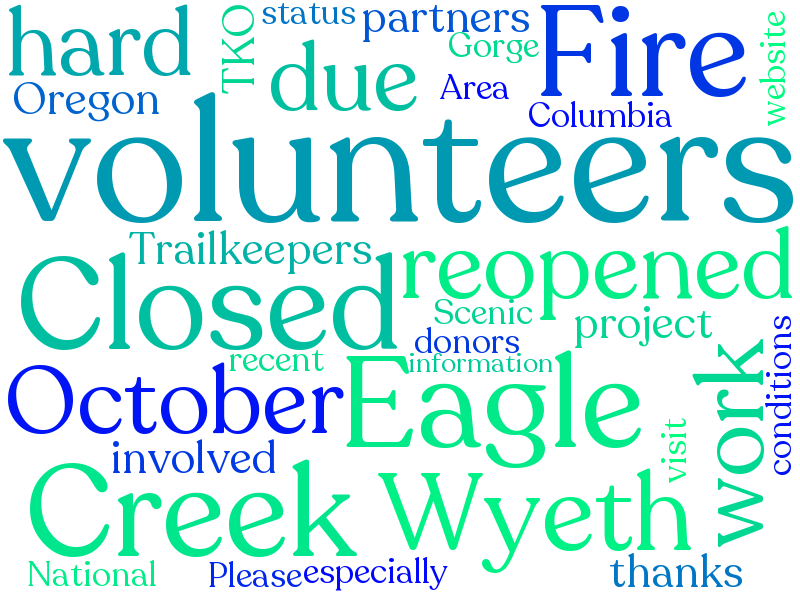 hard
TKO
status
partners
Fire
website
Oregon
due
Gorge
Area
Columbia
volunteers
Trailkeepers
reopened
Closed
Scenic
project
donors
recent
information
conditions
October
Eagle
work
involved
visit
Creek
Wyeth
National
Please
especially
thanks